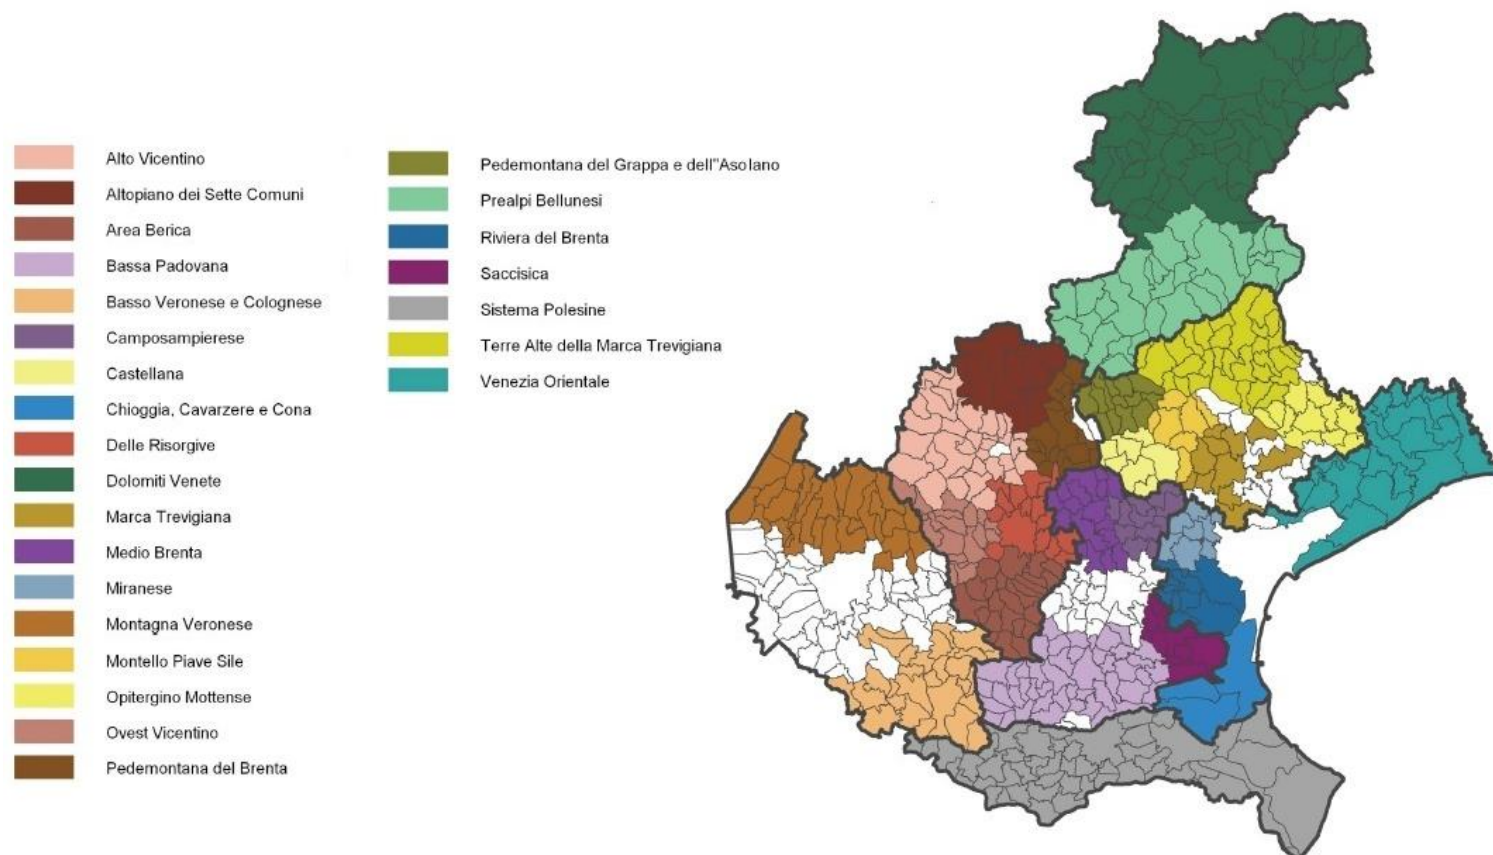 Alto Vicentino
Altopiano dei Sette Comuni
Area Berica
Bassa Padovana
Basso Veronese e Colognese
Camposampierese
Castellana
Chioggia, Cavarzere e Cona
Delle Risorgive
Dolomiti Venete
Marca Trevigiana
Medio Brenta
Miranese
Montagna Veronese
Montello Piave Sile
Opitergino Mottense
Ovest Vicentino
Pedemontana del Brenta
Pedemontana del Grappa e dell"Asolano
Prealpi Bellunesi
Riviera del Brenta
Saccisica
Sistema Polesine
Terre Alte della Marca Trevigiana
Venezia Orientale